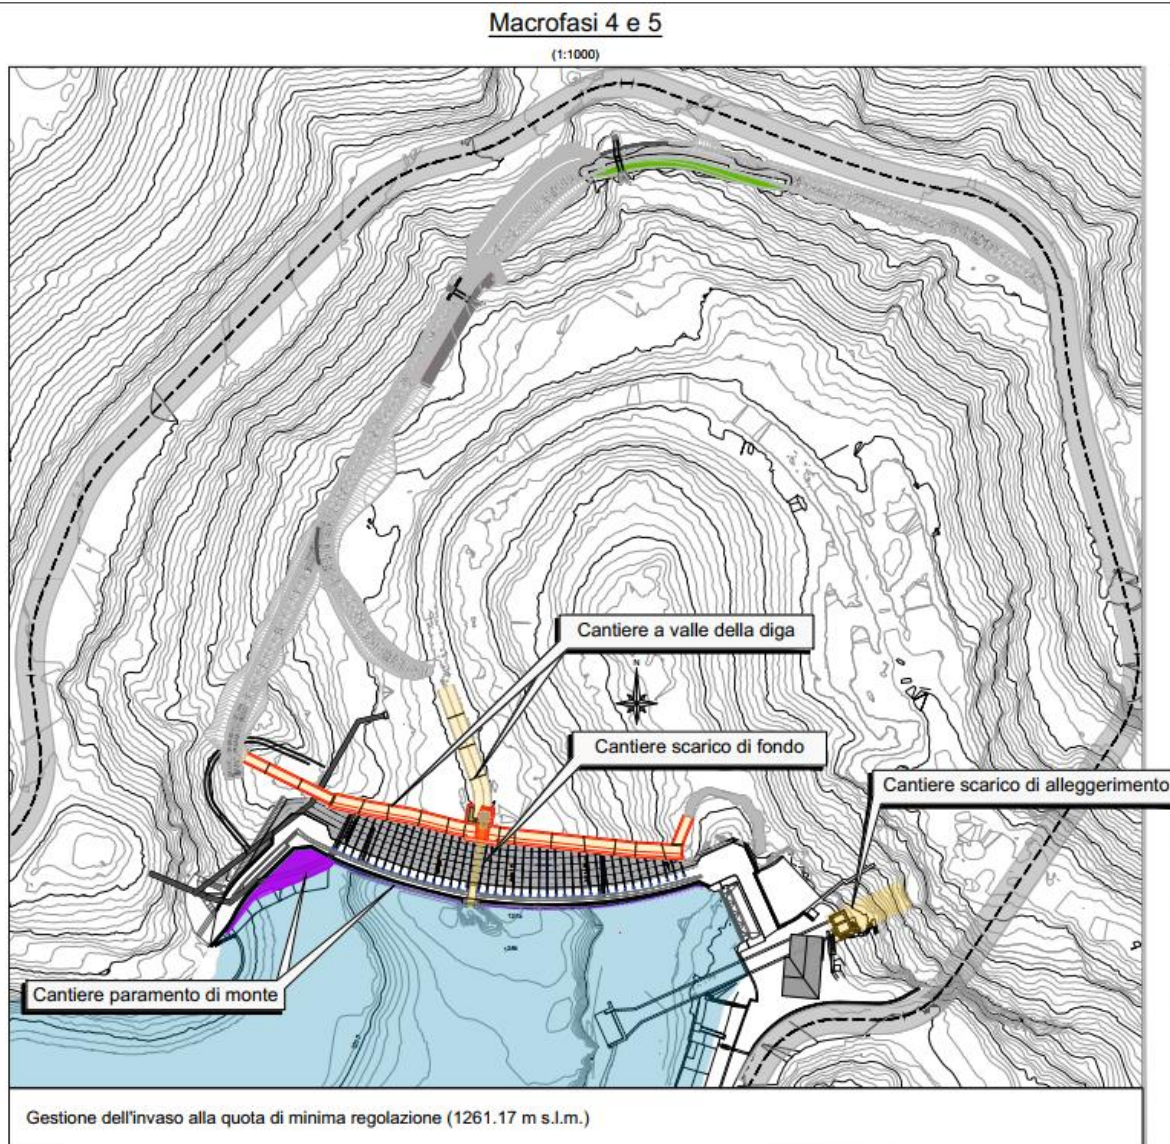 Macrofasi 4 e 5
(1:1000)
Cantiere a valle della diga
N
Cantiere scarico di fondo
Cantiere scarico di alleggerimento
Cantiere paramento di monte
Gestione dell'invaso alla quota di minima regolazione (1261.17 m s.l.m.)